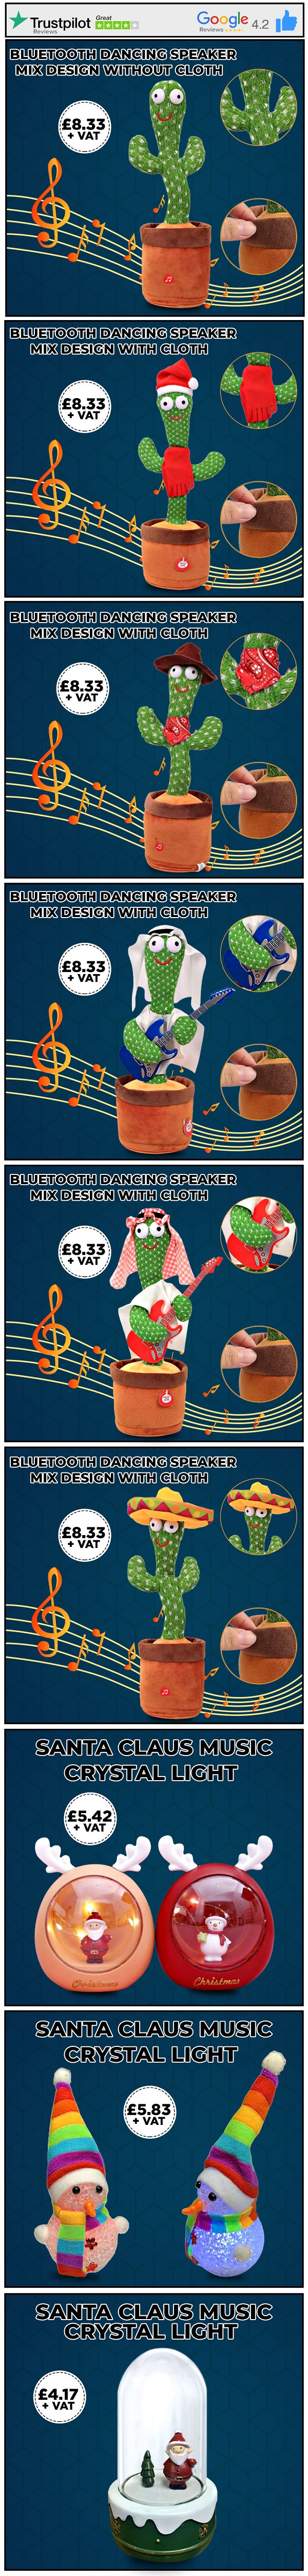 Trustpilot
Reviews
Great
Google
Reviews
4.2
BLUETOOTH DANCING SPEAKER
MIX DESIGN WITHOUT CLOTH
£8.33
+ VAT
BLUETOOTH DANCING SPEAKER
MIX DESIGN WITH CLOTH
£8.33
+ VAT
BLUETOOTH DANCING SPEAKER
MIX DESIGN WITH CLOTH
£8.33
+ VAT
BLUETOOTH DANCING SPEAKER
MIX DESIGN WITH CLOTH
£8.33
+ VAT
BLUETOOTH DANCING SPEAKER
MIX DESIGN WITH CLOTH
£8.33
+ VAT
BLUETOOTH DANCING SPEAKER
MIX DESIGN WITH CLOTH
£8.33
+ VAT
SANTA CLAUS MUSIC
CRYSTAL LIGHT
£5.42
+ VAT
Christmas
Christmas
SANTA CLAUS MUSIC
CRYSTAL LIGHT
£5.83
+ VAT
SANTA CLAUS MUSIC
CRYSTAL LIGHT
£4.17
+ VAT